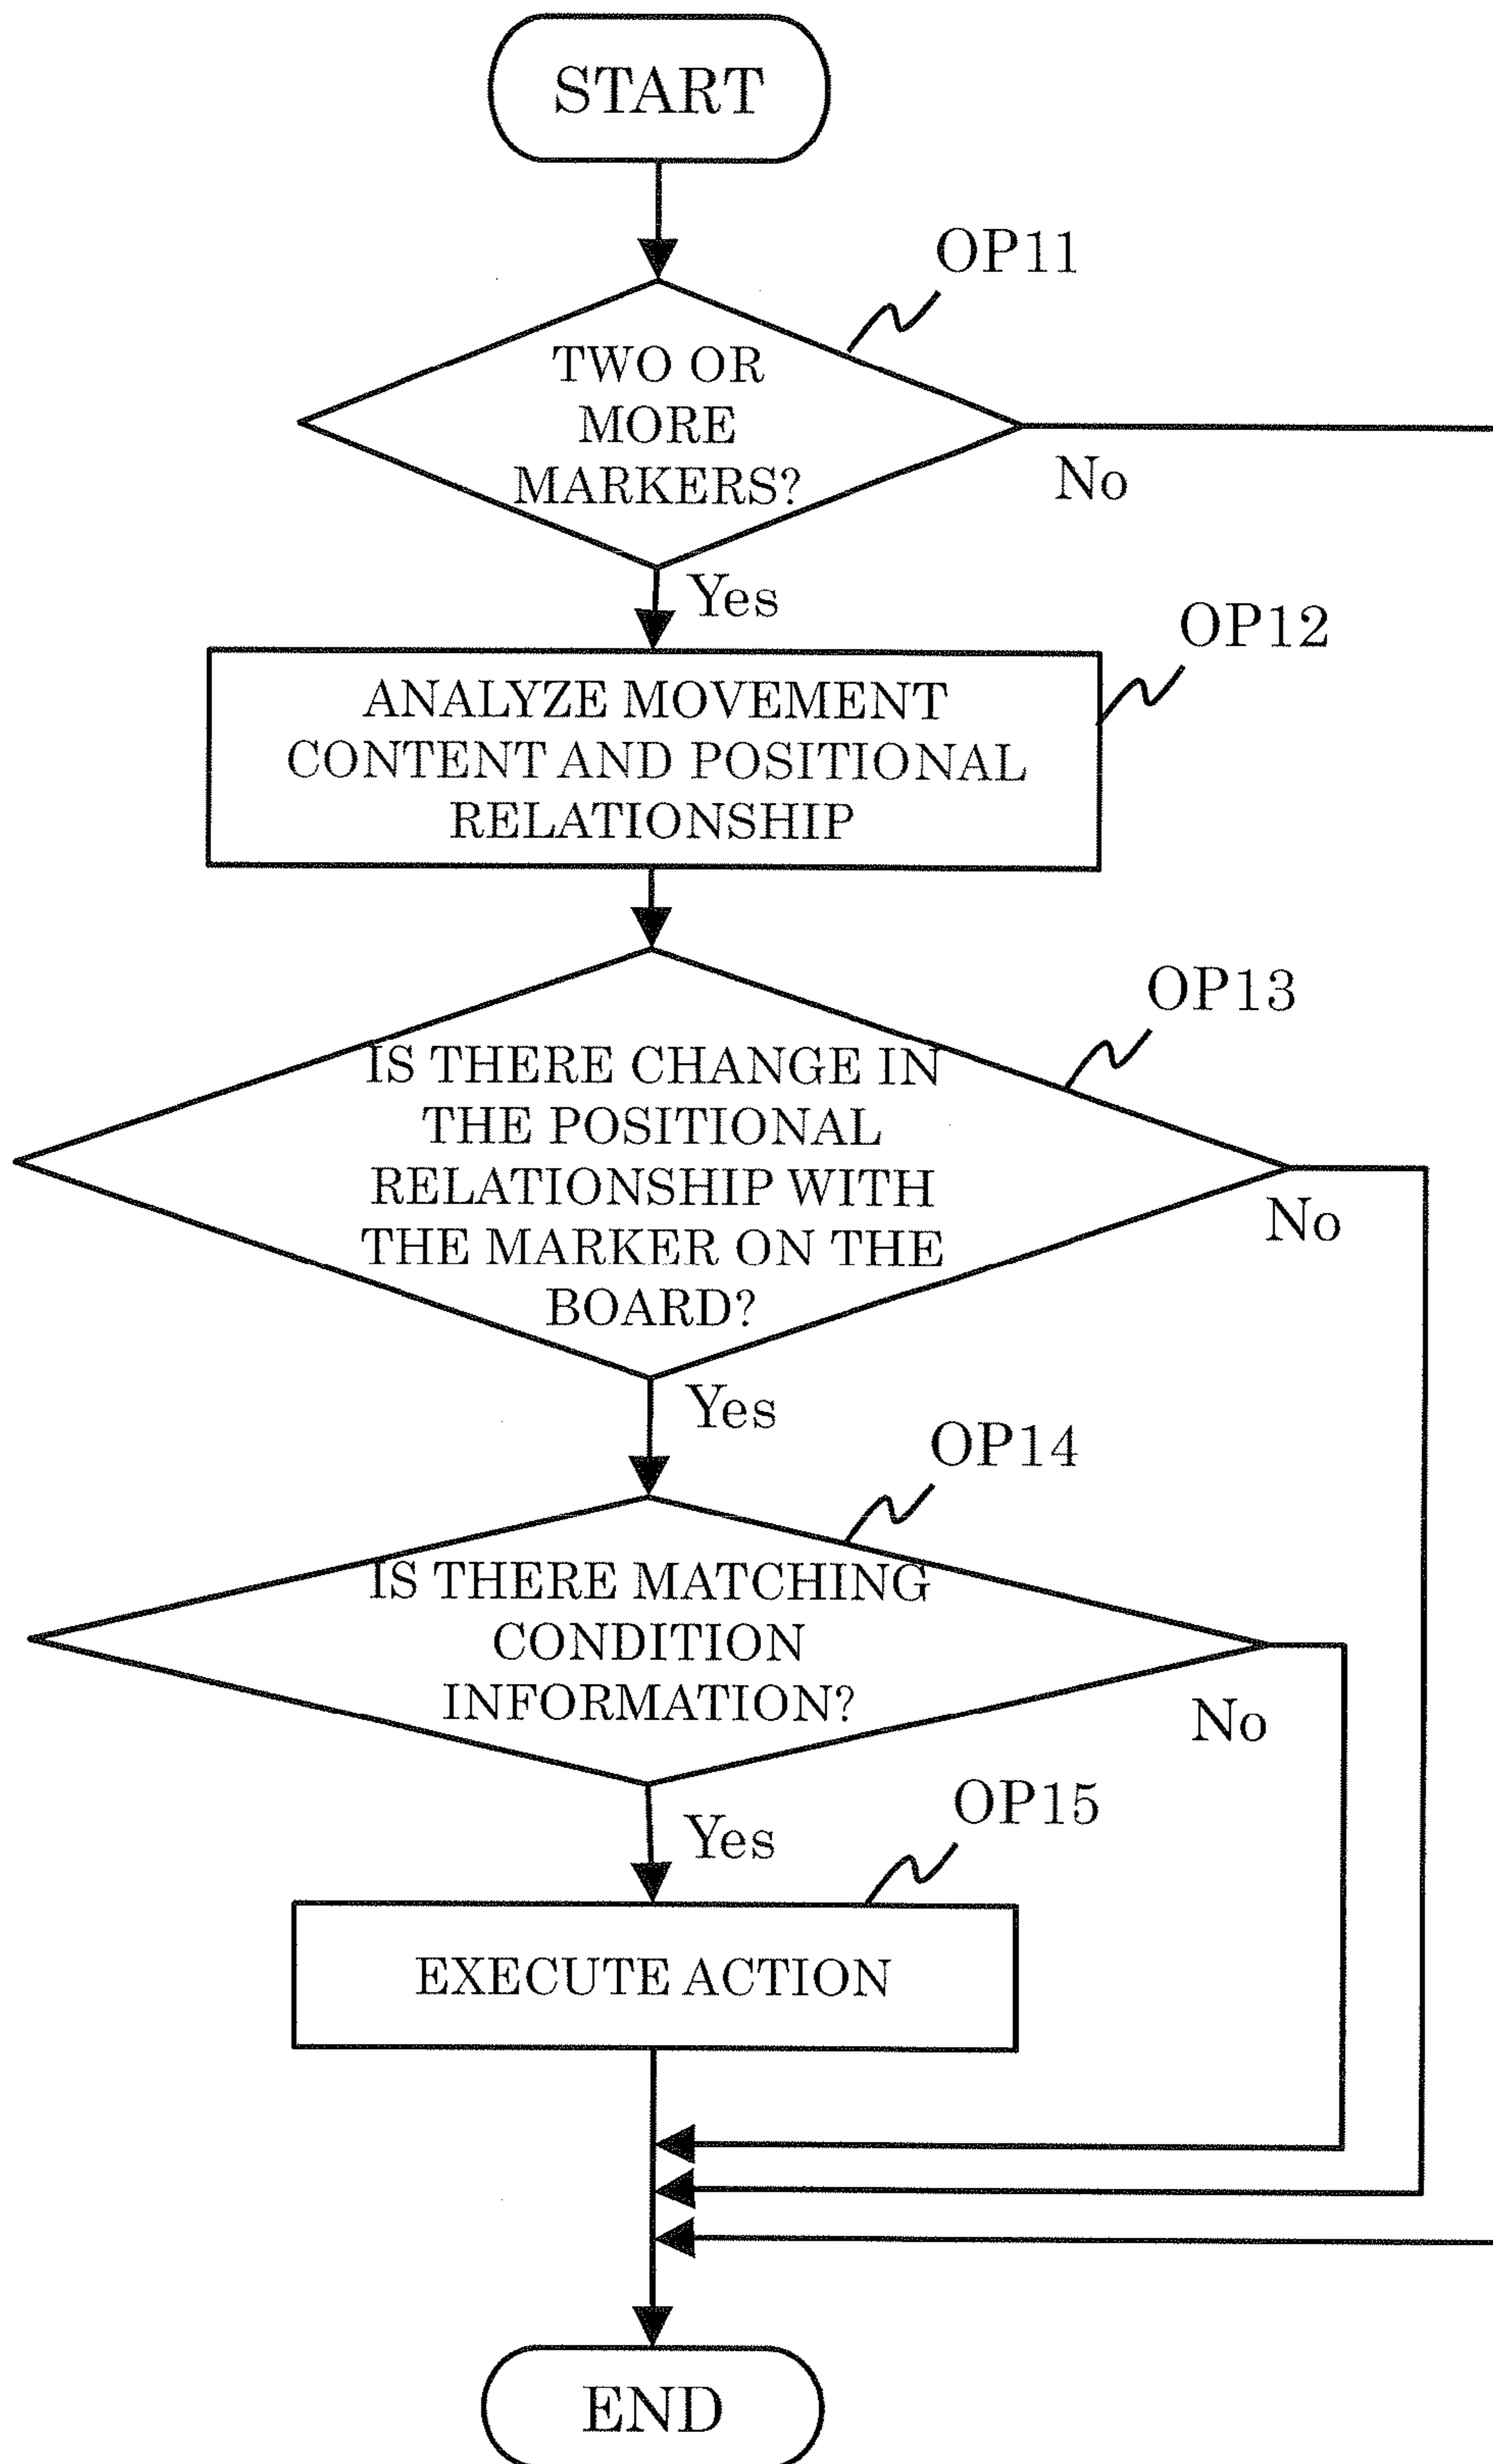 START
OP11
TWO OR
MORE
MARKERS?
No
Yes
OP12
ANALYZE MOVEMENT
CONTENT AND POSITIONAL
RELATIONSHIP
OP13
IS THERE CHANGE IN
THE POSITIONAL
RELATIONSHIP WITH
THE MARKER ON THE
BOARD?
No
Yes
OP14
IS THERE MATCHING
CONDITION
INFORMATION?
No
Yes
OP15
EXECUTE ACTION
END